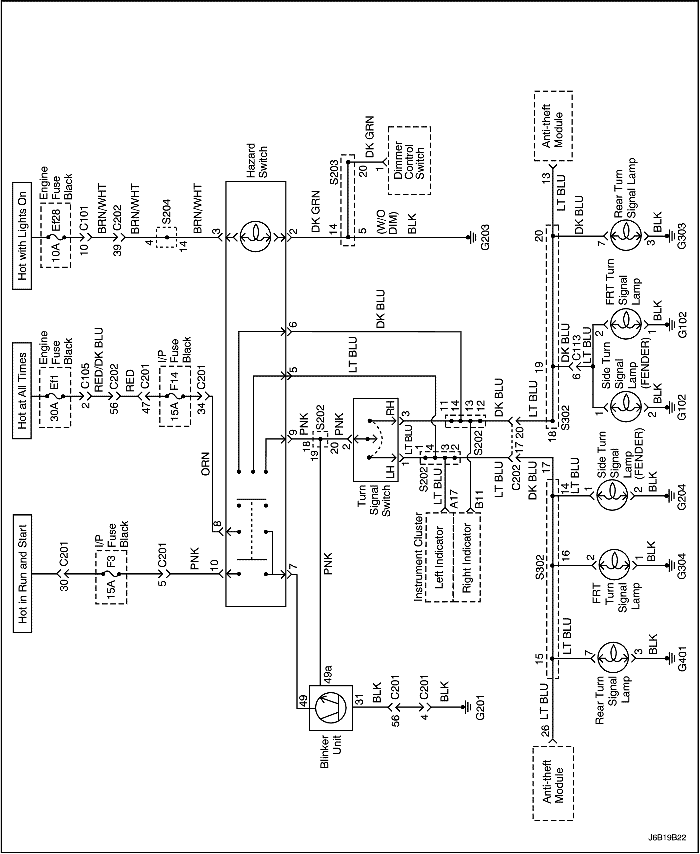 Hot in Run and Start
Hot at All Times
Hot with Lights On
30
C201
I/P
Fuse
Black
15A
F3
5
C201
PNK
10
Engine
Fuse
Black
30A
Ef1
2
C105
RED/DK BLU
56
C202
RED
47
C201
I/P
Fuse
Black
15A
F14
34
C201
ORN
8
Engine
Fuse
Black
10A
Ef28
10
C101
BRN/WHT
39
C202
BRN/WHT
4
S204
14
BRN/WHT
3
Hazard
Switch
7
9
5
6
2
PNK
18
S202
19
20
PNK
2
LT BLU
DK BLU
DK GRN
14
S203
5
20
DK GRN
1
Dimmer
Control
Switch
(W/O
DIM)
BLK
G203
PNK
49
49a
Blinker
Unit
31
BLK
56
C201
4
C201
BLK
G201
Turn
Signal
Switch
LH
RH
1
3
LT BLU
1
4
3
2
S202
11
14
13
12
S202
LT BLU
A17
B11
Instrument Cluster
Left Indicator
Right Indicator
LT BLU
DK BLU
C202
17
20
DK BLU
LT BLU
17
18
S302
S302
Anti-theft
Module
26
LT BLU
15
LT BLU
7
Rear Turn
Signal Lamp
3
BLK
G401
16
2
FRT
Turn
Signal
Lamp
1
BLK
G304
14
LT BLU
1
Side Turn
Signal
Lamp
(FENDER)
2
BLK
G204
19
DK BLU
6
C113
LT BLU
1
Side Turn
Signal
Lamp
(FENDER)
2
BLK
G102
2
FRT Turn
Signal
Lamp
1
BLK
G102
20
DK BLU
7
Rear Turn
Signal Lamp
3
BLK
G303
LT BLU
13
Anti-theft
Module
J6B19B22